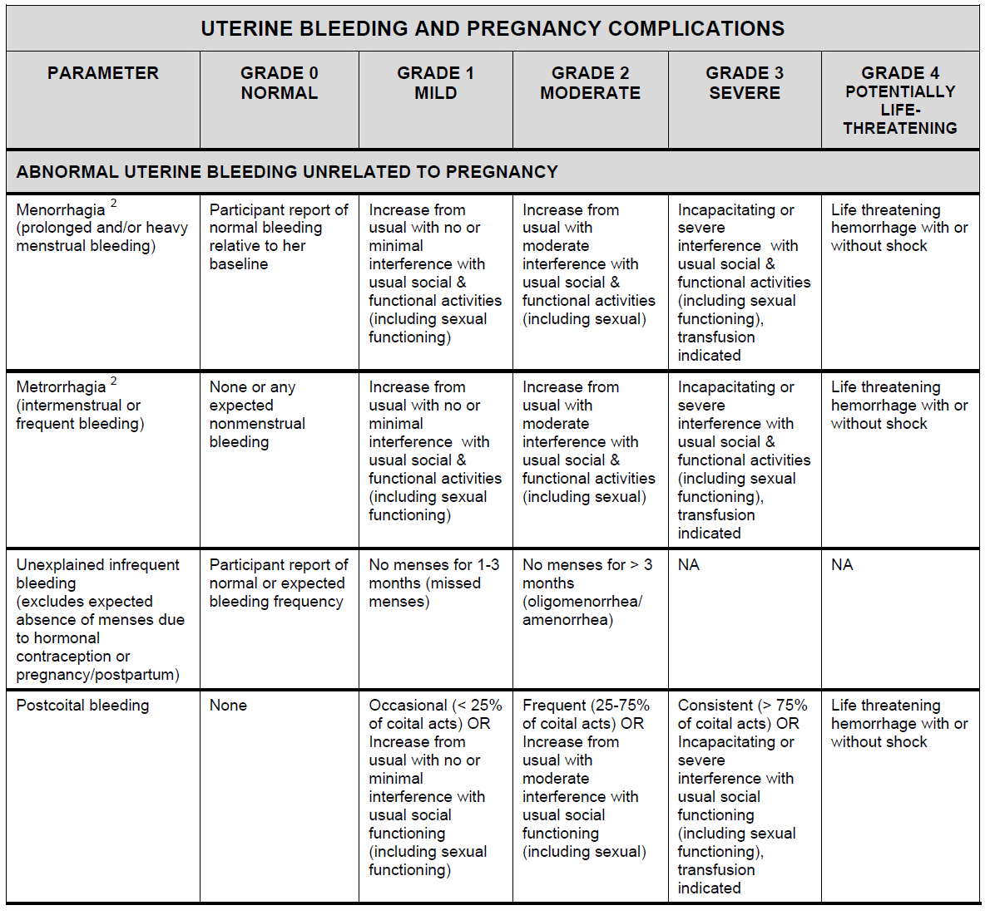 UTERINE BLEEDING AND PREGNANCY COMPLICATIONS
PARAMETER
GRADE 0
NORMAL
GRADE 1
MILD
GRADE 2
MODERATE
GRADE 3
SEVERE
GRADE 4
POTENTIALLY
LIFE-
THREATENING
ABNORMAL UTERINE BLEEDING UNRELATED TO PREGNANCY
Menorrhagia 2
(prolonged and/or heavy
menstrual bleeding)
Participant report of
normal bleeding
relative to her
baseline
Increase from
usual with no or
minimal
interference with
usual social &
functional activities
(including sexual
functioning)
Increase from
usual with
moderate
interference with
usual social &
functional activities
(including sexual)
Incapacitating or
severe
interference with
usual social &
functional activities
(including sexual
functioning),
transfusion
indicated
Life threatening
hemorrhage with or
without shock
Metrorrhagia 2
(intermenstrual or
frequent bleeding)
None or any
expected
nonmenstrual
bleeding
Increase from
usual with no or
minimal
interference with
usual social &
functional activities
(including sexual
functioning)
Increase from
usual with
moderate
interference with
usual social &
functional activities
(including sexual)
Incapacitating or
severe
interference with
usual social &
functional activities
(including sexual
functioning),
transfusion
indicated
Life threatening
hemorrhage with or
without shock
Unexplained infrequent
bleeding
(excludes expected
absence of menses due
to hormonal
contraception or
pregnancy/postpartum)
Participant report of
normal or expected
bleeding frequency
No menses for 1-3
months (missed
menses)
No menses for > 3
months
(oligomenorrhea/
amenorrhea)
NA
NA
Postcoital bleeding
None
Occasional (< 25%
of coital acts) OR
Increase from
usual with no or
minimal
interference with
usual social
functioning
(including sexual
functioning)
Frequent (25-75%
of coital acts) OR
Increase from
usual with
moderate
interference with
usual social
functioning
(including sexual)
Consistent (> 75%
of coital acts) OR
Incapacitating or
severe
interference with
usual social
functioning
(including sexual
functioning),
transfusion
indicated
Life threatening
hemorrhage with or
without shock